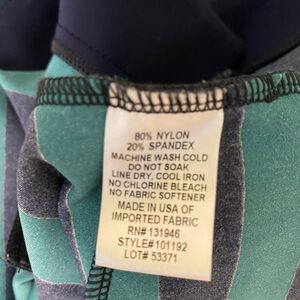 80% NYLON
20% SPANDEX
MACHINE WASH COLD
DO NOT SOAK
LINE DRY, COOL IRON
NO CHLORINE BLEACH
NO FABRIC SOFTENER
MADE IN USA OF
IMPORTED FABRIC
RN# 131946
STYLE#101192
LOT# 53371